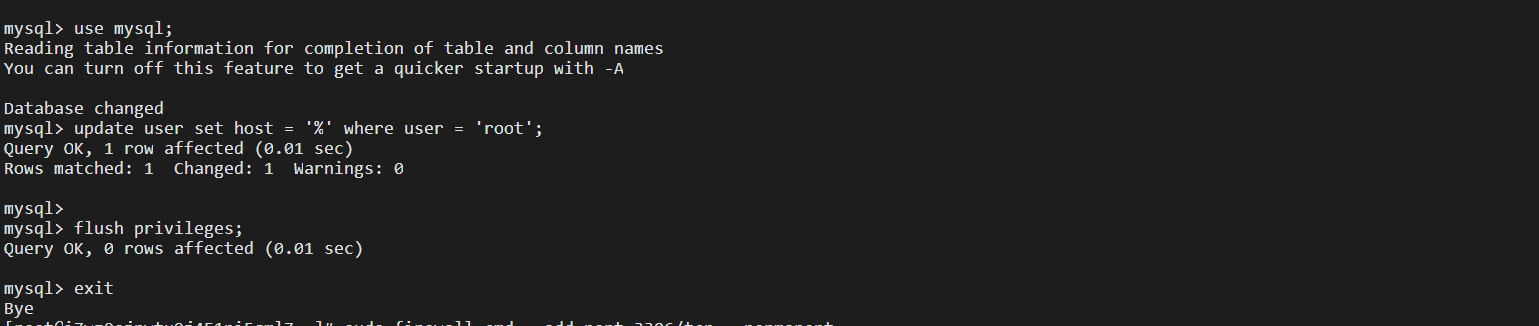 mysql> use mysql;
Reading table information for completion of table and column names
You can turn off this feature to get a quicker startup with -A
Database changed
mysql> update user set host = '%' where user = 'root';
Query OK, 1 row affected (0.01 sec)
Rows matched: 1  Changed: 1  Warnings: 0
mysql>
mysql> flush privileges;
Query OK, 0 rows affected (0.01 sec)
mysql> exit
Bye